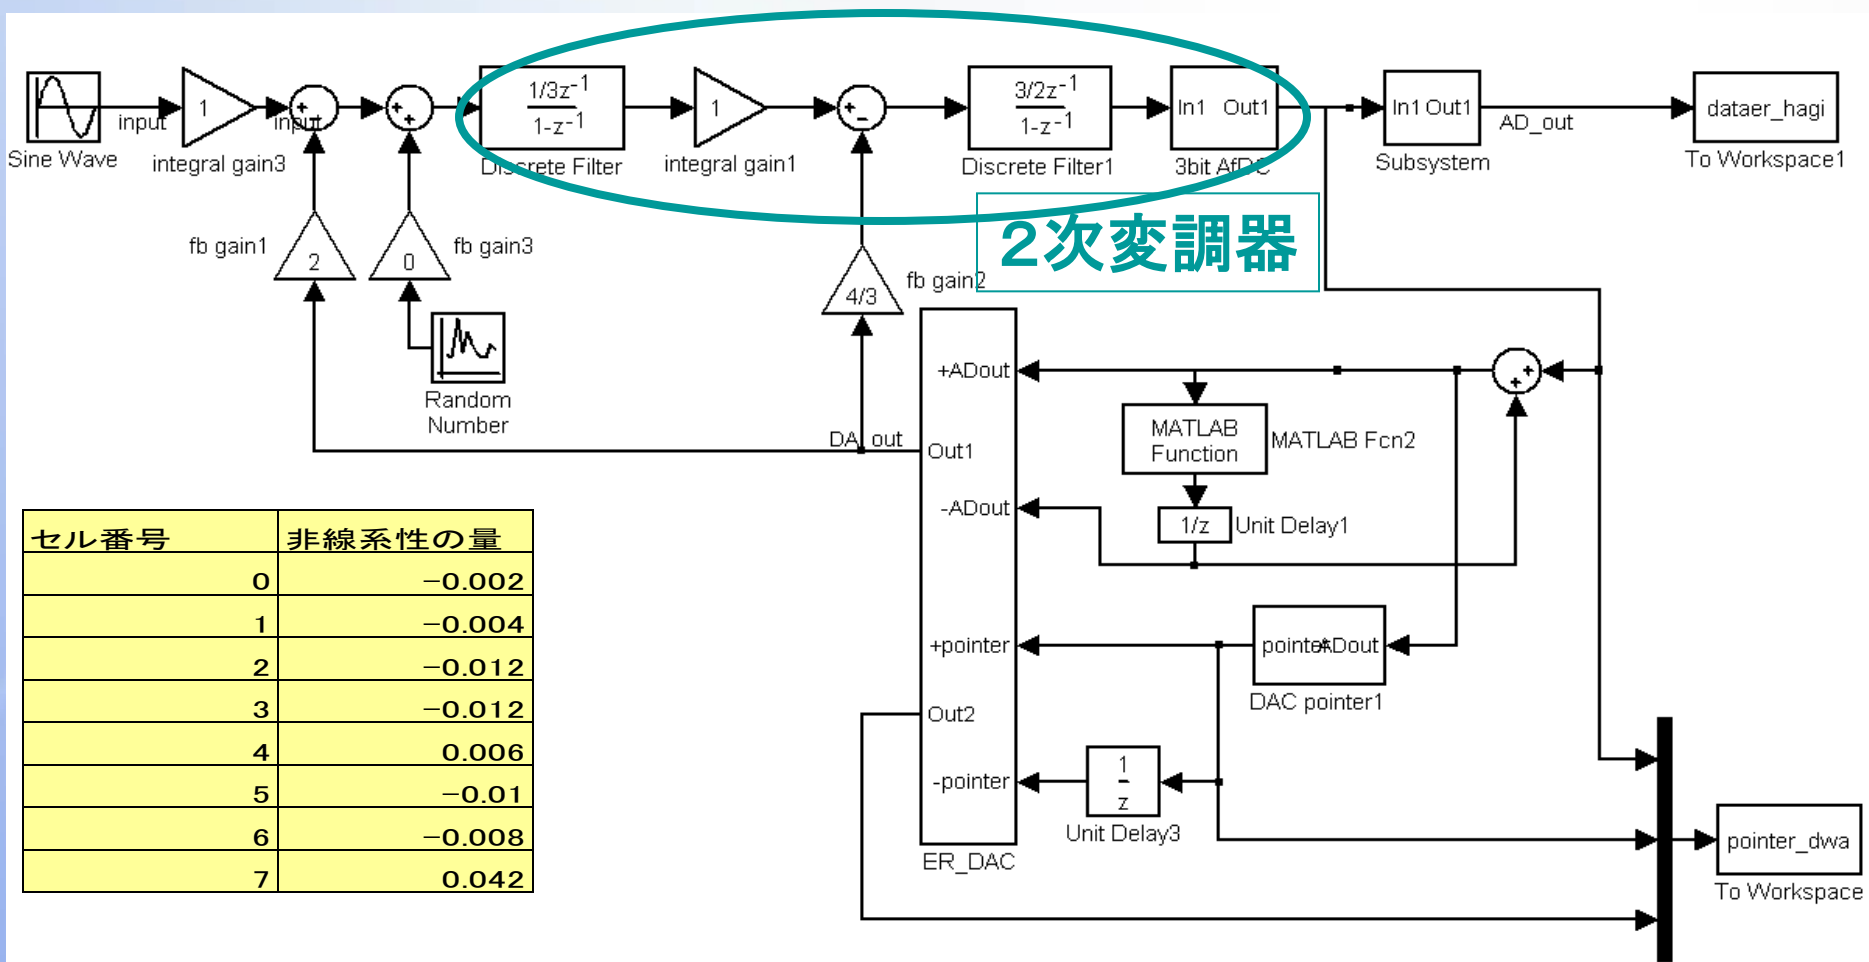 input
1
input
Sine Wave
integral gain3
1/3z-1
1-z-1
Discrete Filter
1
integral gain1
3/2z-1
1-z-1
Discrete Filter1
In1 Out1
3bit AfDC
In1 Out1
Subsystem
AD_out
dataer_hagi
To Workspace1
2次変調器
fb gain1
2
0
fb gain3
4/3
fb gain2
Random
Number
DA_out
+ADout
Out1
-ADout
+pointer
Out2
-pointer
ER_DAC
MATLAB
Function
MATLAB Fcn2
1/z
Unit Delay1
pointer ADout
DAC pointer1
1
z
Unit Delay3
pointer_dwa
To Workspace
セル番号 非線系性の量
0 −0.002
1 −0.004
2 −0.012
3 −0.012
4 0.006
5 −0.01
6 −0.008
7 0.042